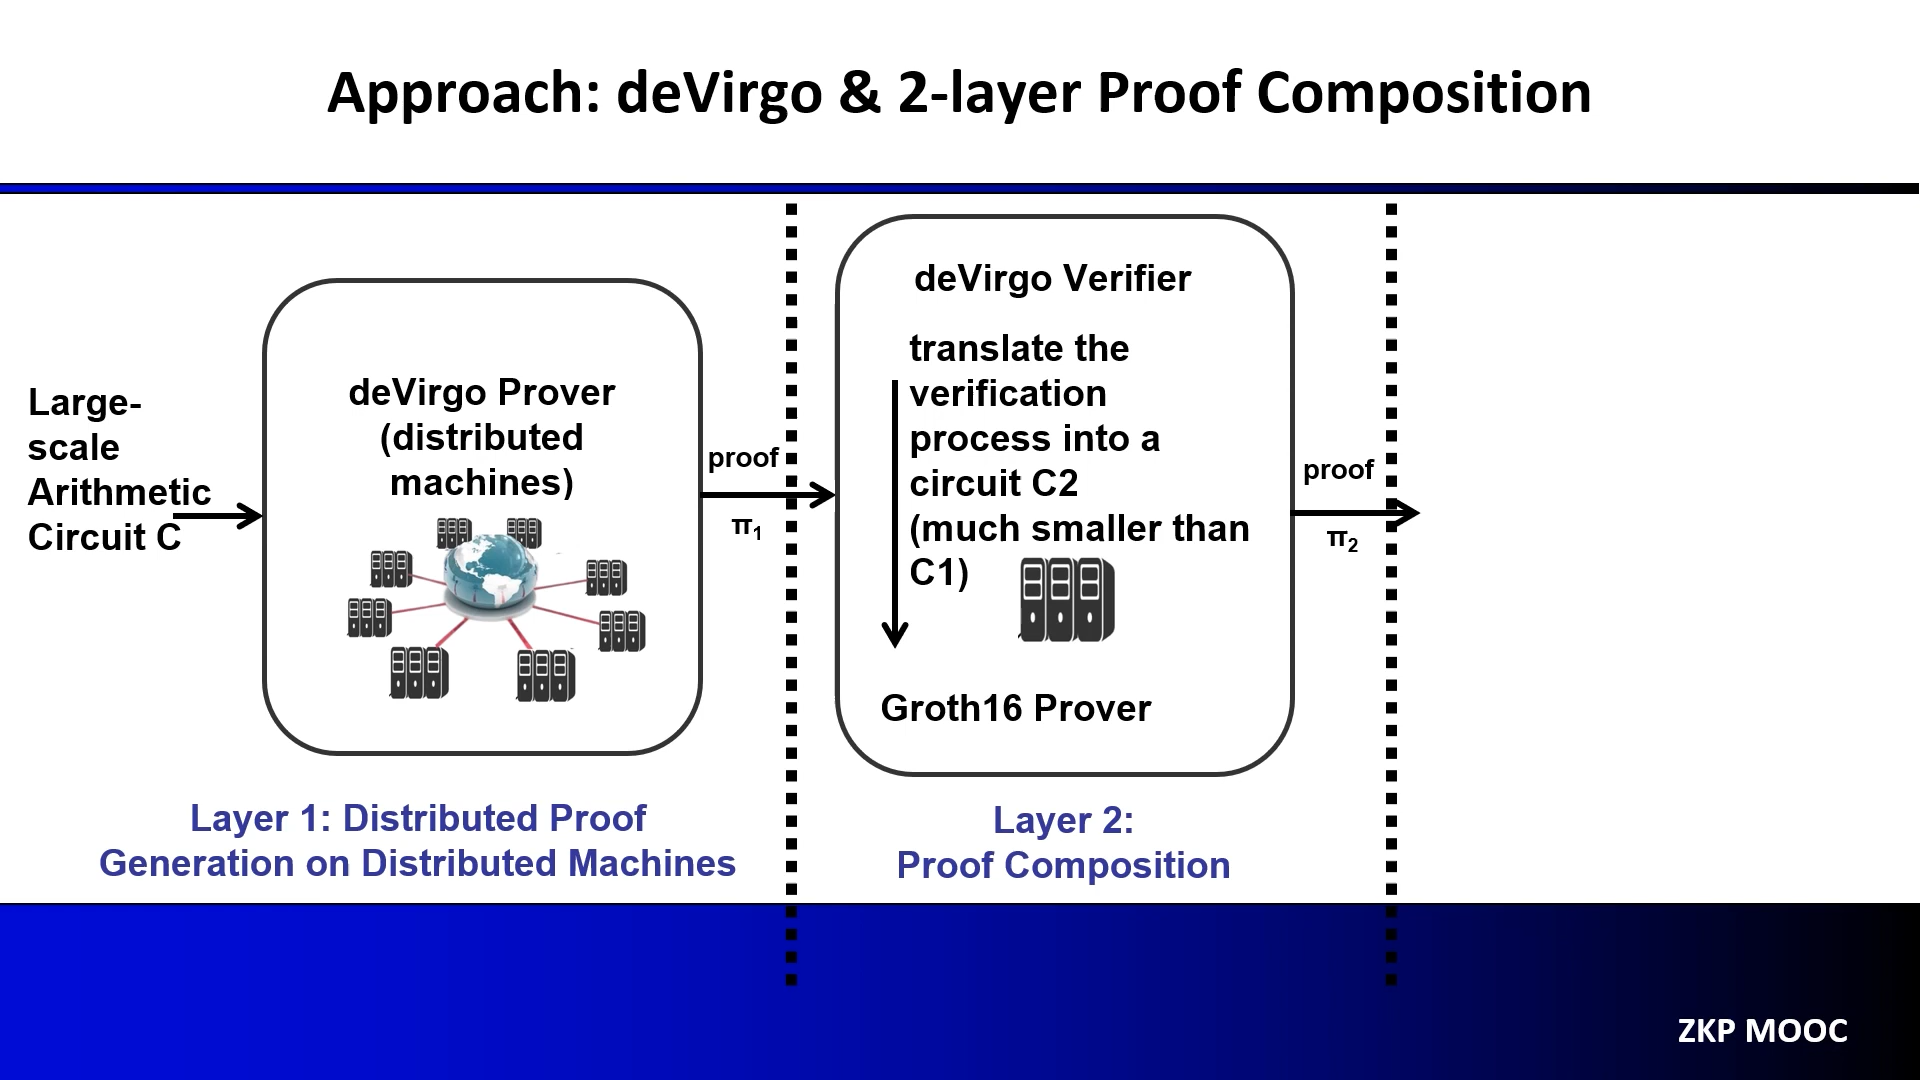 Approach: deVirgo & 2-layer Proof Composition
Large-
scale
Arithmetic
Circuit C
deVirgo Prover
(distributed
machines)
proof
π1
deVirgo Verifier
translate the
verification
process into a
circuit C2
(much smaller than
C1)
Groth16 Prover
proof
π2
Layer 1: Distributed Proof
Generation on Distributed Machines
Layer 2:
Proof Composition
ZKP MOOC